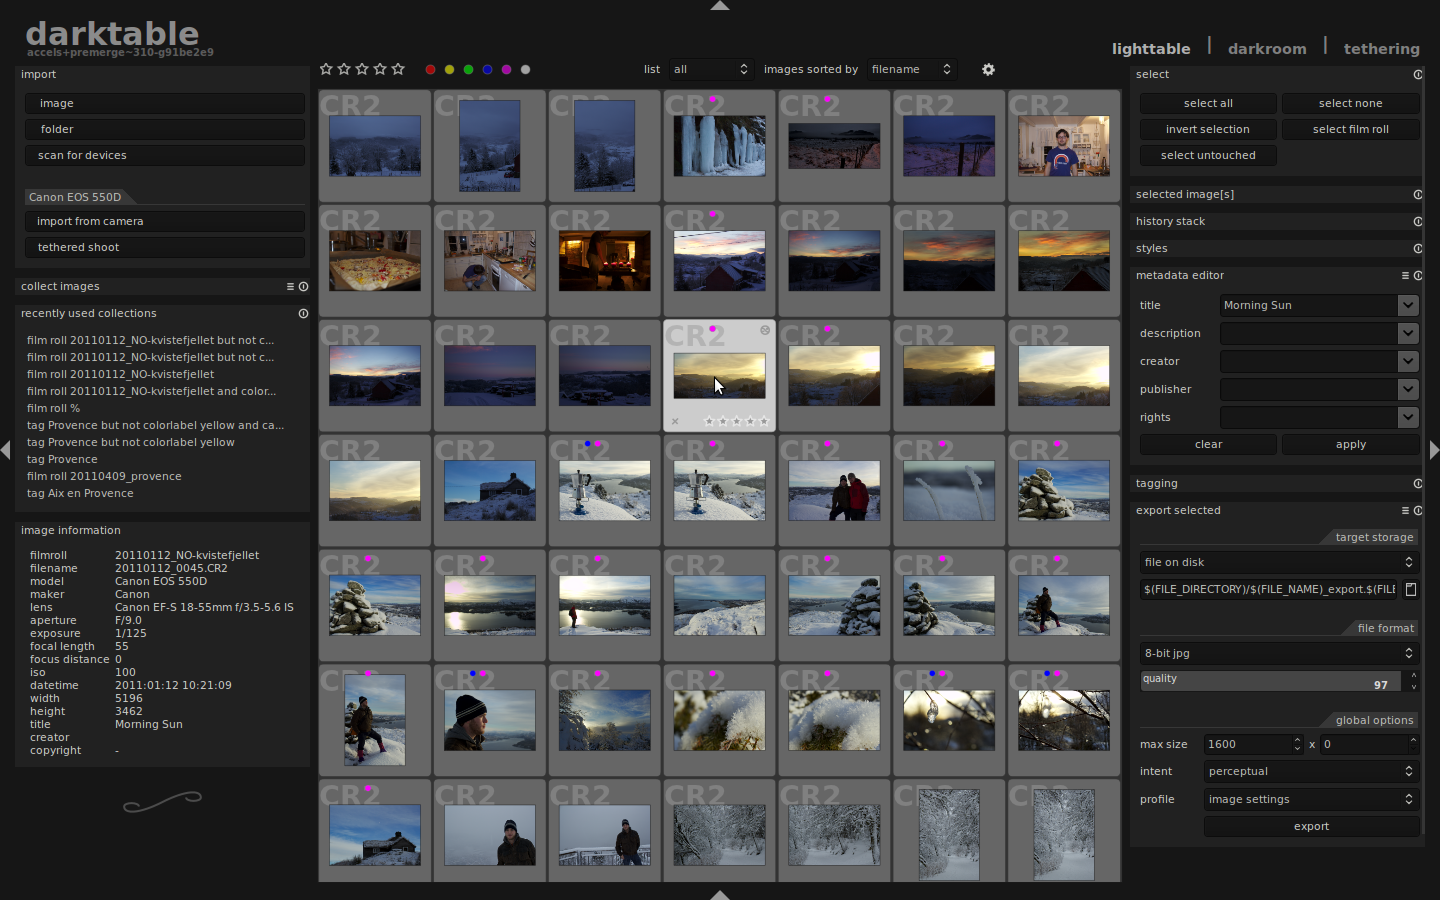 darktable
accels+premerge~310-g91be2e9
lighttable | darkroom | tethering
import
image
folder
scan for devices
Canon EOS 550D
import from camera
tethered shoot
collect images
recently used collections
film roll 20110112_NO-kvistefjellet but not c...
film roll 20110112_NO-kvistefjellet but not c...
film roll 20110112_NO-kvistefjellet
film roll 20110112_NO-kvistefjellet and color...
film roll %
tag Provence but not colorlabel yellow and ca...
tag Provence but not colorlabel yellow
tag Provence
film roll 20110409_provence
tag Aix en Provence
image information
filmroll 20110112_NO-kvistefjellet
filename 20110112_0045.CR2
model Canon EOS 550D
maker Canon
lens Canon EF-S 18-55mm f/3.5-5.6 IS
aperture F/9.0
exposure 1/125
focal length 55
focus distance 0
iso 100
datetime 2011:01:12 10:21:09
width 5196
height 3462
title Morning Sun
creator
copyright -
list all images sorted by filename
CR2 CR2 CR2 CR2 CR2 CR2 CR2
CR2 CR2 CR2 CR2 CR2 CR2 CR2
CR2 CR2 CR2 CR2 CR2 CR2 CR2
CR2 CR2 CR2 CR2 CR2 CR2 CR2
CR2 CR2 CR2 CR2 CR2 CR2 CR2
CR2 CR2 CR2 CR2 CR2 CR2 CR2
CR2 CR2 CR2 CR2 CR2 CR2 CR2
select
select all select none
invert selection select film roll
select untouched
selected image[s]
history stack
styles
metadata editor
title Morning Sun
description
creator
publisher
rights
clear apply
tagging
export selected
target storage
file on disk
$(FILE_DIRECTORY)/$(FILE_NAME)_export.$(FILE
file format
8-bit jpg
quality
97
global options
max size 1600 x 0
intent perceptual
profile image settings
export